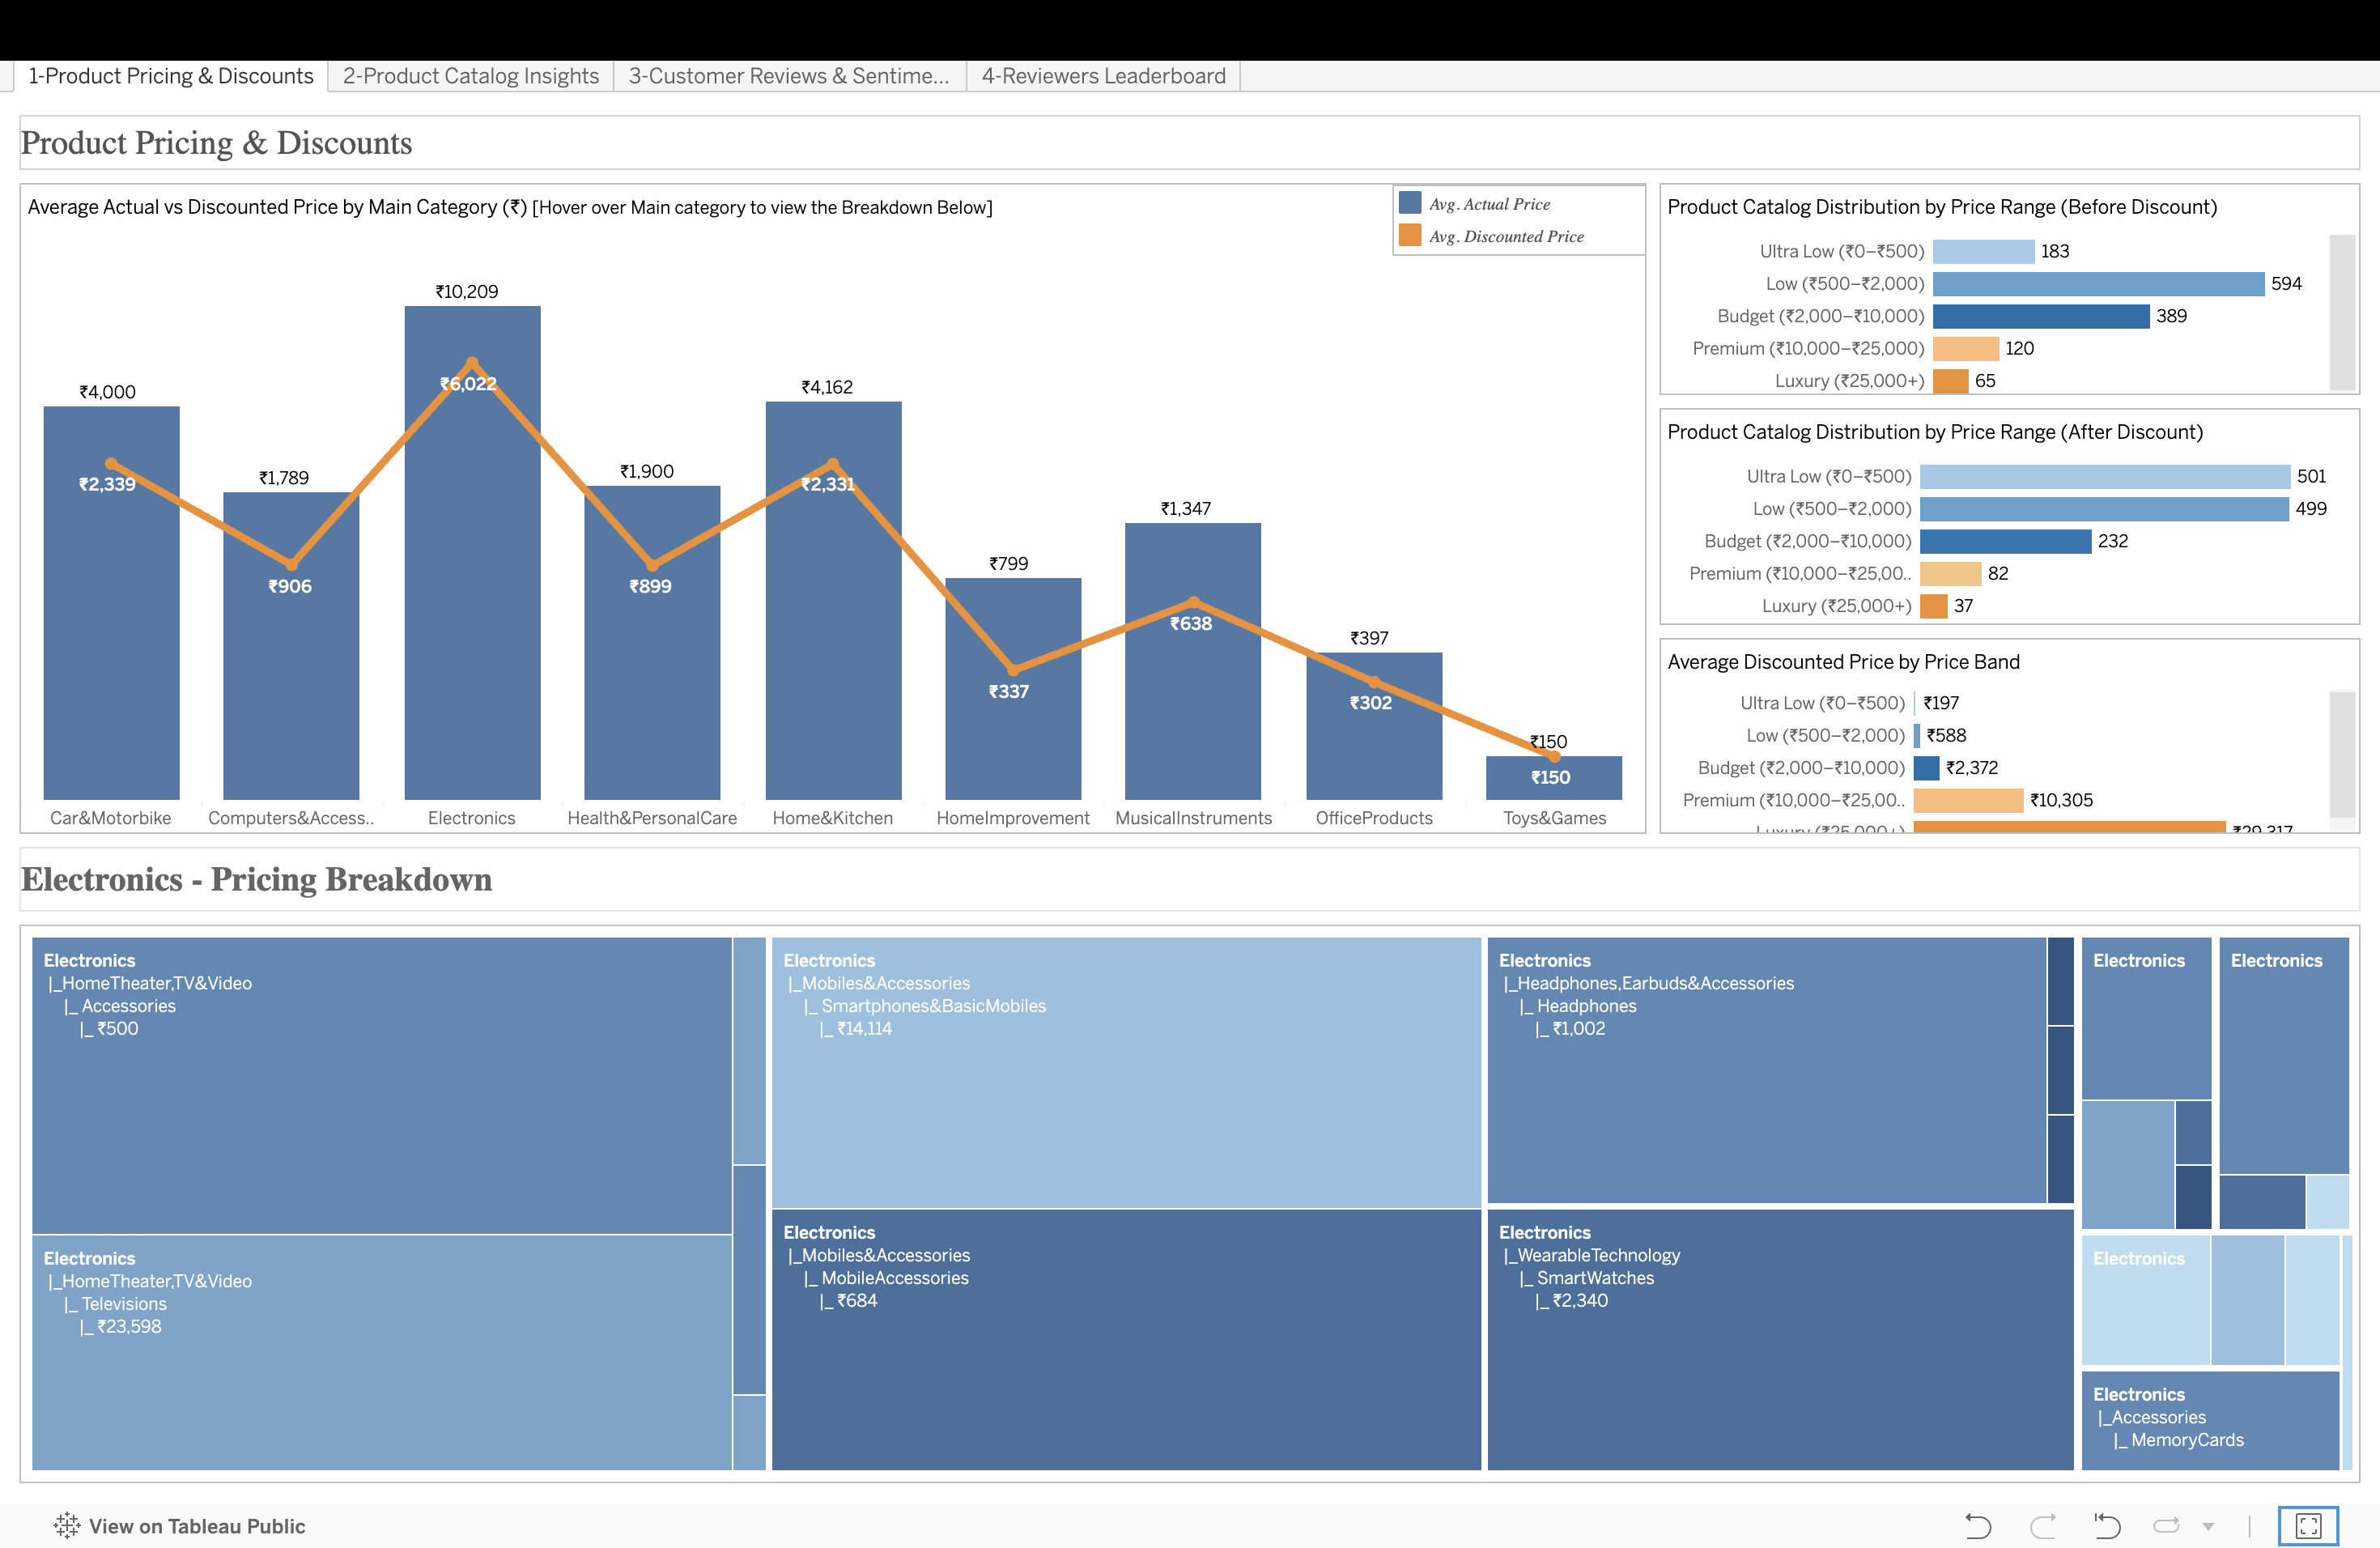 1-Product Pricing & Discounts
2-Product Catalog Insights
3-Customer Reviews & Sentime...
4-Reviewers Leaderboard
Product Pricing & Discounts
Average Actual vs Discounted Price by Main Category (₹) [Hover over Main category to view the Breakdown Below]
Avg. Actual Price
Avg. Discounted Price
₹4,000
₹1,789
₹10,209
₹1,900
₹4,162
₹799
₹1,347
₹397
₹150
₹2,339
₹906
₹6,022
₹899
₹2,331
₹337
₹638
₹302
₹150
Car&Motorbike
Computers&Access..
Electronics
Health&PersonalCare
Home&Kitchen
HomeImprovement
MusicalInstruments
OfficeProducts
Toys&Games
Product Catalog Distribution by Price Range (Before Discount)
Ultra Low (₹0–₹500) 183
Low (₹500–₹2,000) 594
Budget (₹2,000–₹10,000) 389
Premium (₹10,000–₹25,000) 120
Luxury (₹25,000+) 65
Product Catalog Distribution by Price Range (After Discount)
Ultra Low (₹0–₹500) 501
Low (₹500–₹2,000) 499
Budget (₹2,000–₹10,000) 232
Premium (₹10,000–₹25,00.. 82
Luxury (₹25,000+) 37
Average Discounted Price by Price Band
Ultra Low (₹0–₹500) ₹197
Low (₹500–₹2,000) ₹588
Budget (₹2,000–₹10,000) ₹2,372
Premium (₹10,000–₹25,00.. ₹10,305
Luxury (₹25,000+) ₹29,317
Electronics - Pricing Breakdown
Electronics
|_HomeTheater,TV&Video
|_ Accessories
|_ ₹500
Electronics
|_HomeTheater,TV&Video
|_ Televisions
|_ ₹23,598
Electronics
|_Mobiles&Accessories
|_ Smartphones&BasicMobiles
|_ ₹14,114
Electronics
|_Mobiles&Accessories
|_ MobileAccessories
|_ ₹684
Electronics
|_Headphones,Earbuds&Accessories
|_ Headphones
|_ ₹1,002
Electronics
|_WearableTechnology
|_ SmartWatches
|_ ₹2,340
Electronics
Electronics
Electronics
Electronics
|_Accessories
|_ MemoryCards
View on Tableau Public